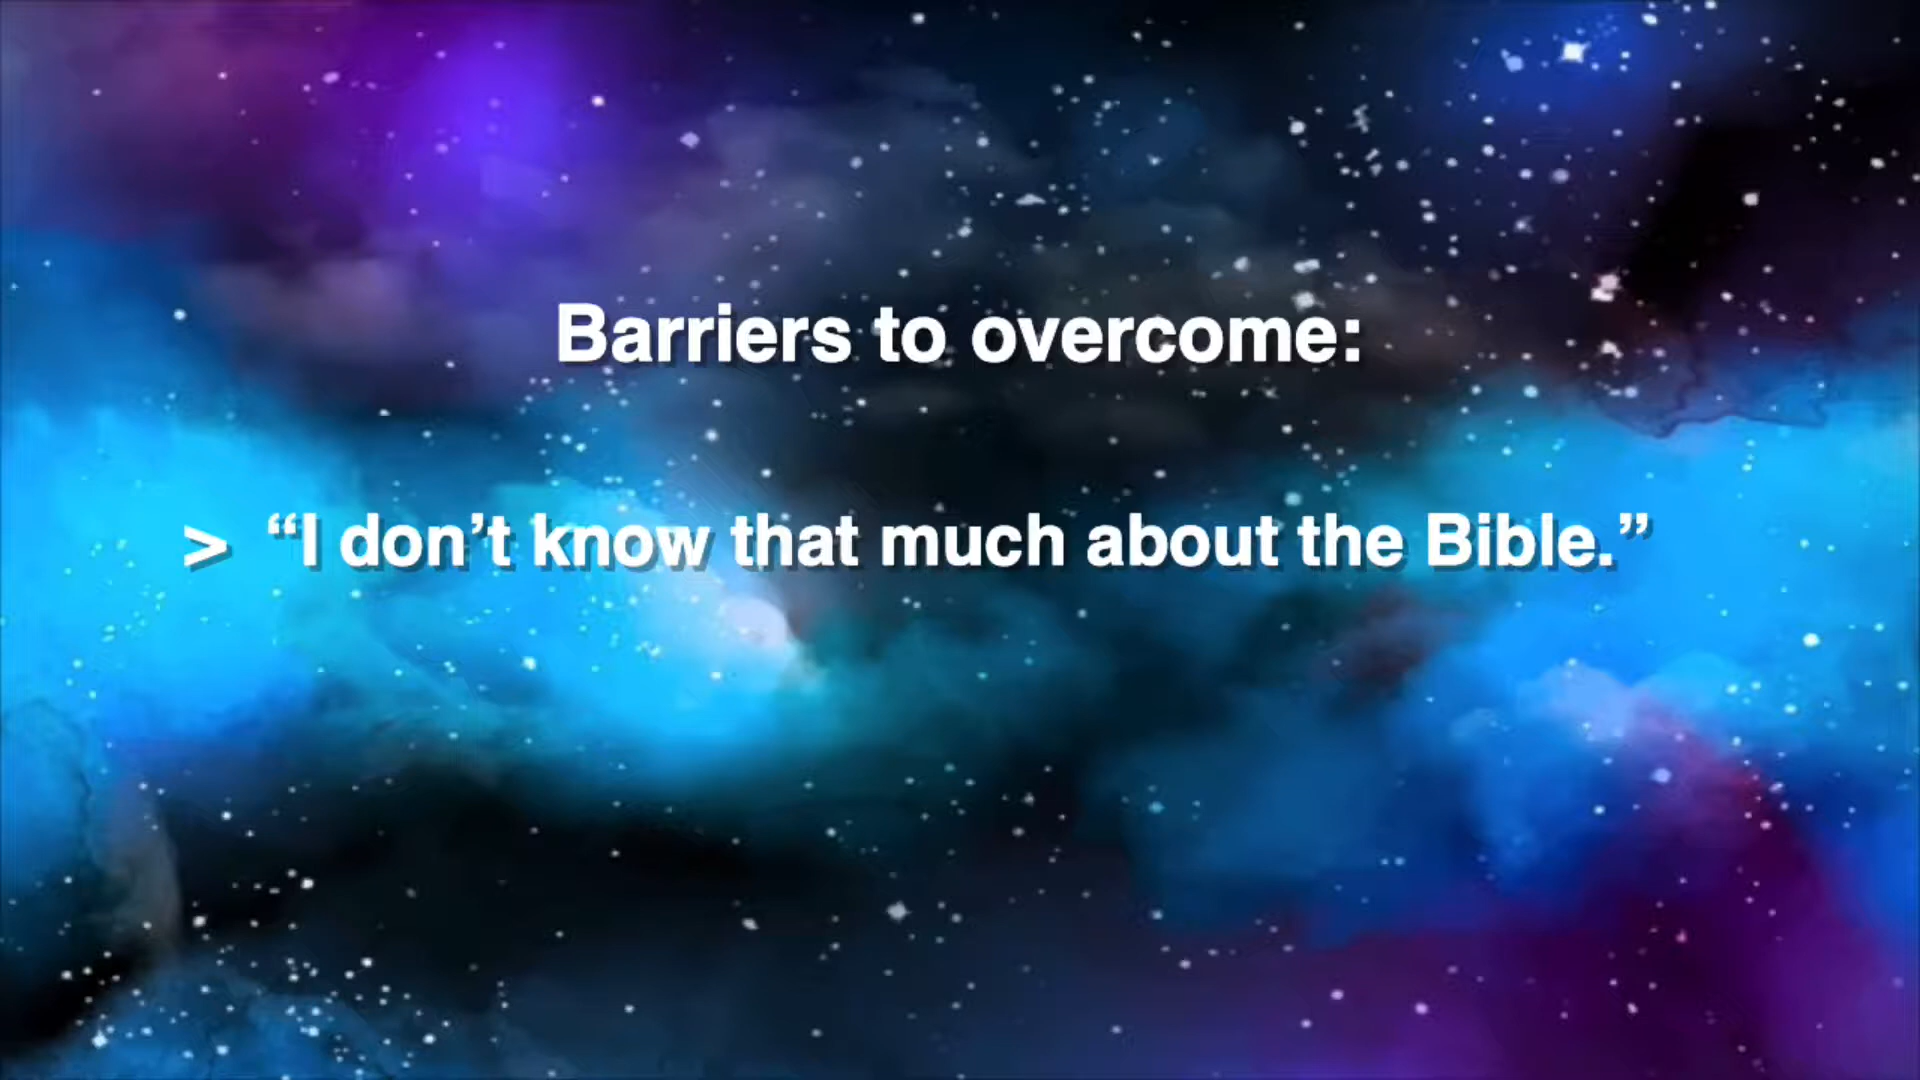 Barriers to overcome:
> “I don’t know that much about the Bible.”